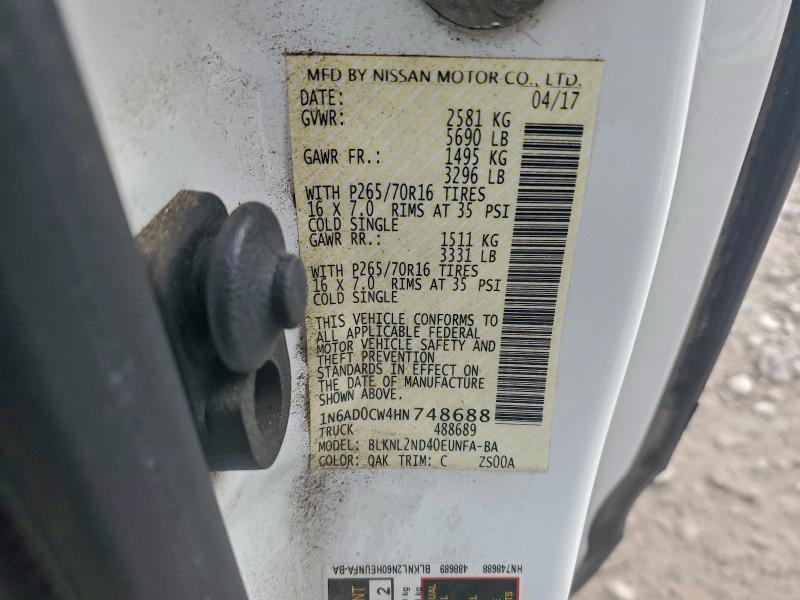 MFD BY NISSAN MOTOR CO., LTD.
DATE: 04/17
GVWR: 2581 KG
5690 LB
GAWR FR.: 1495 KG
3296 LB
WITH P265/70R16 TIRES
16 X 7.0 RIMS AT 35 PSI
COLD SINGLE
GAWR RR.: 1511 KG
3331 LB
WITH P265/70R16 TIRES
16 X 7.0 RIMS AT 35 PSI
COLD SINGLE
THIS VEHICLE CONFORMS TO
ALL APPLICABLE FEDERAL
MOTOR VEHICLE SAFETY AND
THEFT PREVENTION
STANDARDS IN EFFECT ON
THE DATE OF MANUFACTURE
SHOWN ABOVE.
1N6AD0CW4HN748688
TRUCK 488689
MODEL: BLKNL2ND40EUNFA-BA
COLOR: QAK TRIM: C ZS00A
HN748688 488689 BLKNL2N60HEUNFA-BA